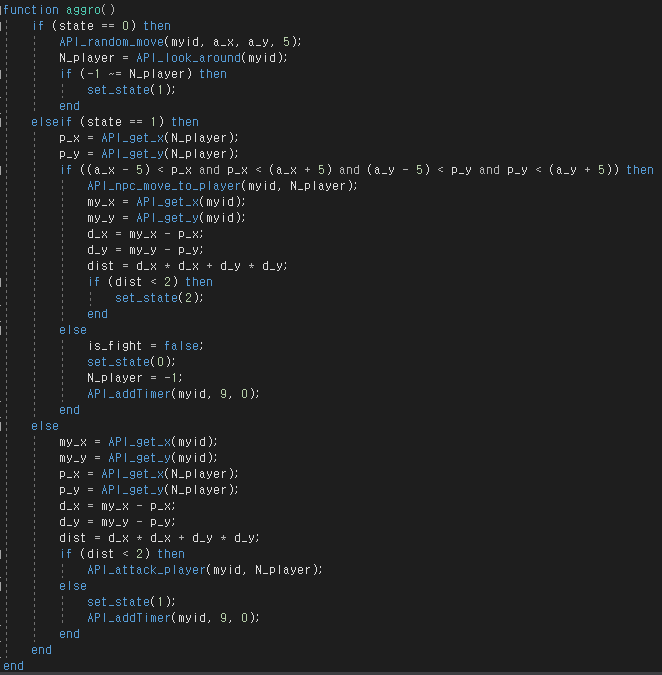 function aggro()
if (state == 0) then
API_random_move(myid, a_x, a_y, 5);
N_player = API_look_around(myid);
if (-1 ~= N_player) then
set_state(1);
end
elseif (state == 1) then
p_x = API_get_x(N_player);
p_y = API_get_y(N_player);
if ((a_x - 5) < p_x and p_x < (a_x + 5) and (a_y - 5) < p_y and p_y < (a_y + 5)) then
API_npc_move_to_player(myid, N_player);
my_x = API_get_x(myid);
my_y = API_get_y(myid);
d_x = my_x - p_x;
d_y = my_y - p_y;
dist = d_x * d_x + d_y * d_y;
if (dist < 2) then
set_state(2);
end
else
is_fight = false;
set_state(0);
N_player = -1;
API_addTimer(myid, 9, 0);
end
else
my_x = API_get_x(myid);
my_y = API_get_y(myid);
p_x = API_get_x(N_player);
p_y = API_get_y(N_player);
d_x = my_x - p_x;
d_y = my_y - p_y;
dist = d_x * d_x + d_y * d_y;
if (dist < 2) then
API_attack_player(myid, N_player);
else
set_state(1);
API_addTimer(myid, 9, 0);
end
end
end